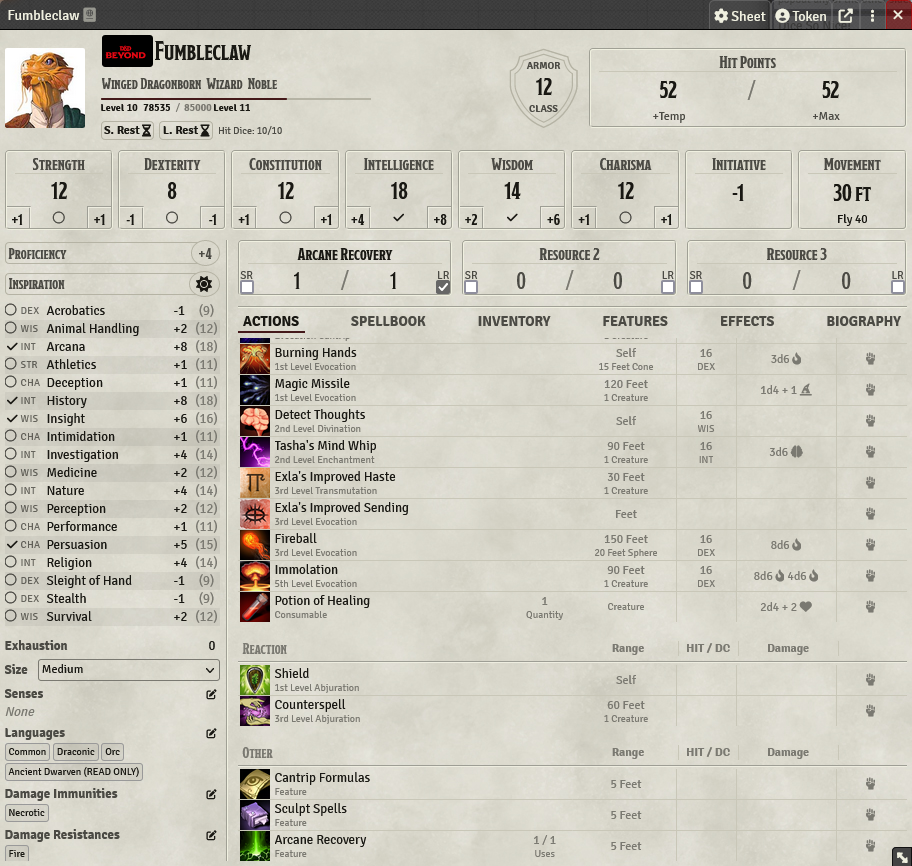 Fumbleclaw
Sheet
Token
D&D BEYOND
Fumbleclaw
Winged Dragonborn Wizard Noble
Level 10 78535 / 85000 Level 11
S. Rest L. Rest Hit Dice: 10/10
Armor
12
Class
Hit Points
52 / 52
+Temp +Max
Strength Dexterity Constitution Intelligence Wisdom Charisma Initiative Movement
12 8 12 18 14 12 -1 30 ft
+1 +1 -1 -1 +1 +1 +4 +8 +2 +6 +1 +1 Fly 40
Proficiency +4
Inspiration
DEX Acrobatics -1 (9)
WIS Animal Handling +2 (12)
INT Arcana +8 (18)
STR Athletics +1 (11)
CHA Deception +1 (11)
INT History +8 (18)
WIS Insight +6 (16)
CHA Intimidation +1 (11)
INT Investigation +4 (14)
WIS Medicine +2 (12)
INT Nature +4 (14)
WIS Perception +2 (12)
CHA Performance +1 (11)
CHA Persuasion +5 (15)
INT Religion +4 (14)
DEX Sleight of Hand -1 (9)
DEX Stealth -1 (9)
WIS Survival +2 (12)
Exhaustion 0
Size Medium
Senses
None
Languages
Common Draconic Orc
Ancient Dwarven (READ ONLY)
Damage Immunities
Necrotic
Damage Resistances
Fire
Arcane Recovery Resource 2 Resource 3
SR 1 / 1 LR SR 0 / 0 LR SR 0 / 0 LR
ACTIONS SPELLBOOK INVENTORY FEATURES EFFECTS BIOGRAPHY
Burning Hands Self 16 3d6
1st Level Evocation 15 Feet Cone DEX
Magic Missile 120 Feet 1d4 + 1
1st Level Evocation 1 Creature
Detect Thoughts Self 16
2nd Level Divination WIS
Tasha's Mind Whip 90 Feet 16 3d6
2nd Level Enchantment 1 Creature INT
Exla's Improved Haste 30 Feet
3rd Level Transmutation 1 Creature
Exla's Improved Sending Feet
3rd Level Evocation
Fireball 150 Feet 16 8d6
3rd Level Evocation 20 Feet Sphere DEX
Immolation 90 Feet 16 8d6 4d6
5th Level Evocation 1 Creature DEX
Potion of Healing 1 Creature 2d4 + 2
Consumable Quantity
Reaction Range HIT / DC Damage
Shield Self
1st Level Abjuration
Counterspell 60 Feet
3rd Level Abjuration 1 Creature
Other Range HIT / DC Damage
Cantrip Formulas 5 Feet
Feature
Sculpt Spells 5 Feet
Feature
Arcane Recovery 1 / 1 5 Feet
Feature Uses